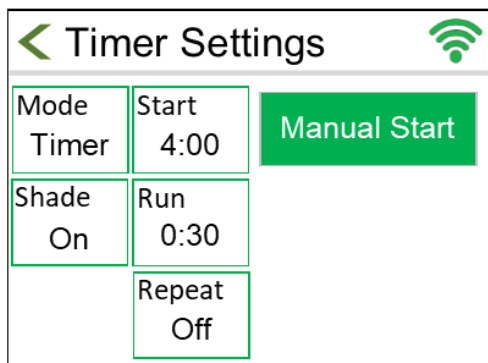 Timer Settings
Mode
Timer
Start
4:00
Manual Start
Shade
On
Run
0:30
Repeat
Off